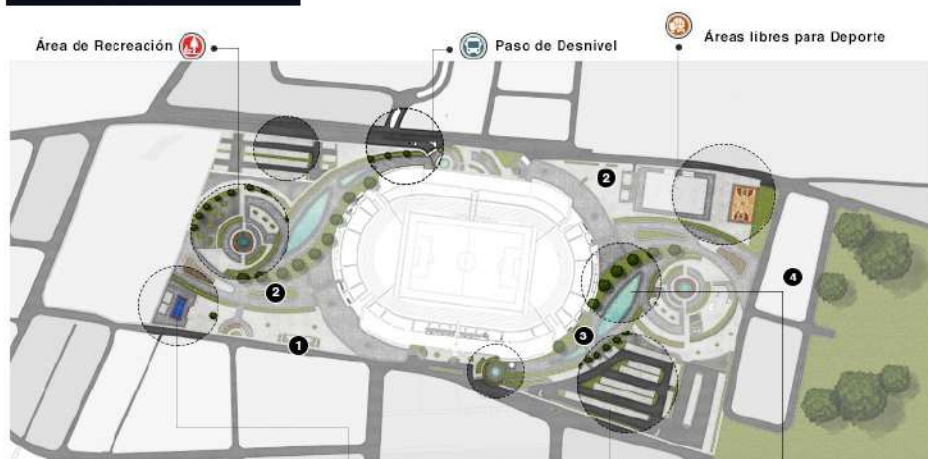 Área de Recreación
Paso de Desnivel
Áreas libres para Deporte
2
4
2
3
1